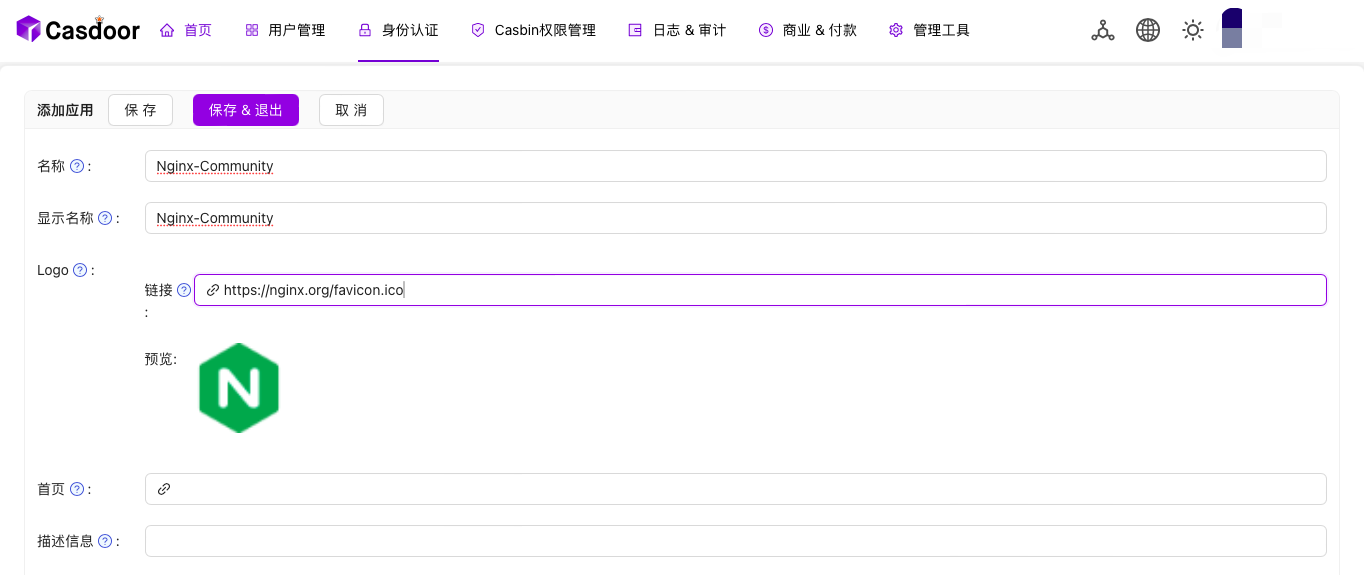 Casdoor 首页 用户管理 身份认证 Casbin权限管理 日志 & 审计 商业 & 付款 管理工具
添加应用 保 存 保存 & 退出 取 消
名称 ? : Nginx-Community
显示名称 ? : Nginx-Community
Logo ? :
链接 ? https://nginx.org/favicon.ico
:
预览:
N
首页 ? :
描述信息 ? :